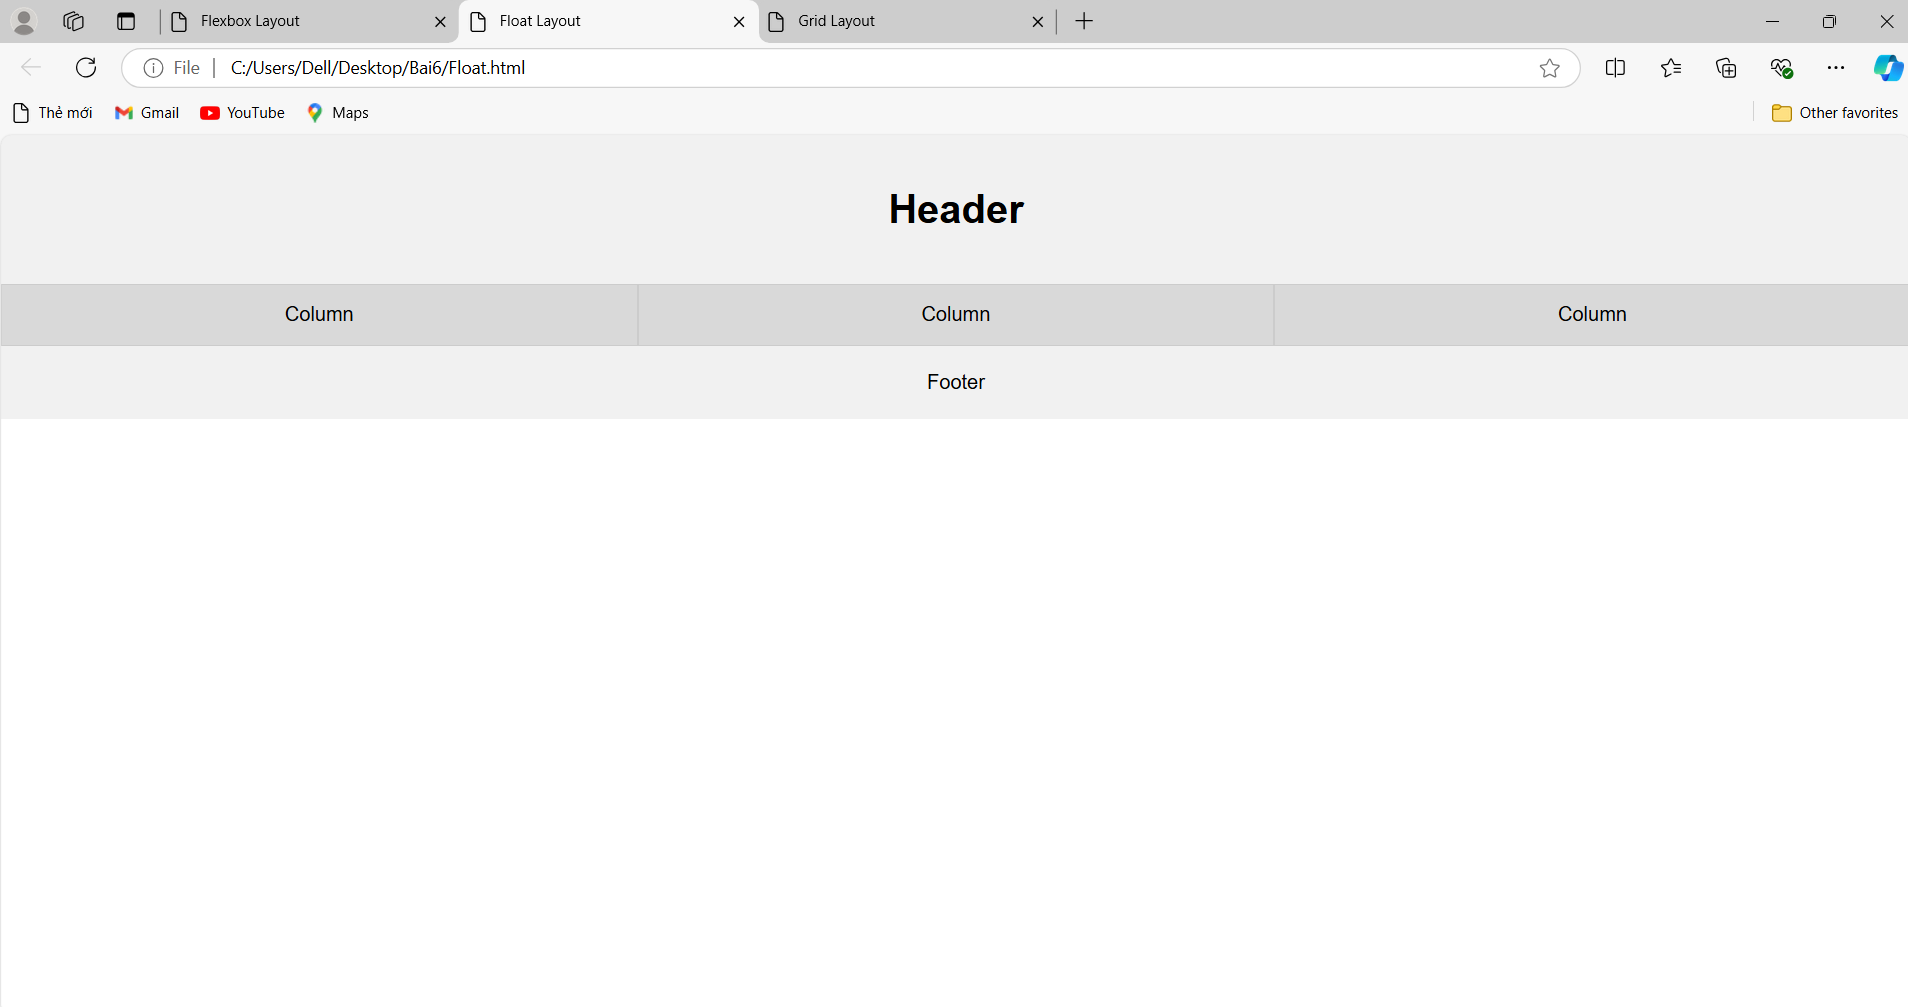 Flexbox Layout
Float Layout
Grid Layout
File
C:/Users/Dell/Desktop/Bai6/Float.html
Thẻ mới
Gmail
YouTube
Maps
Other favorites
Header
Column
Column
Column
Footer